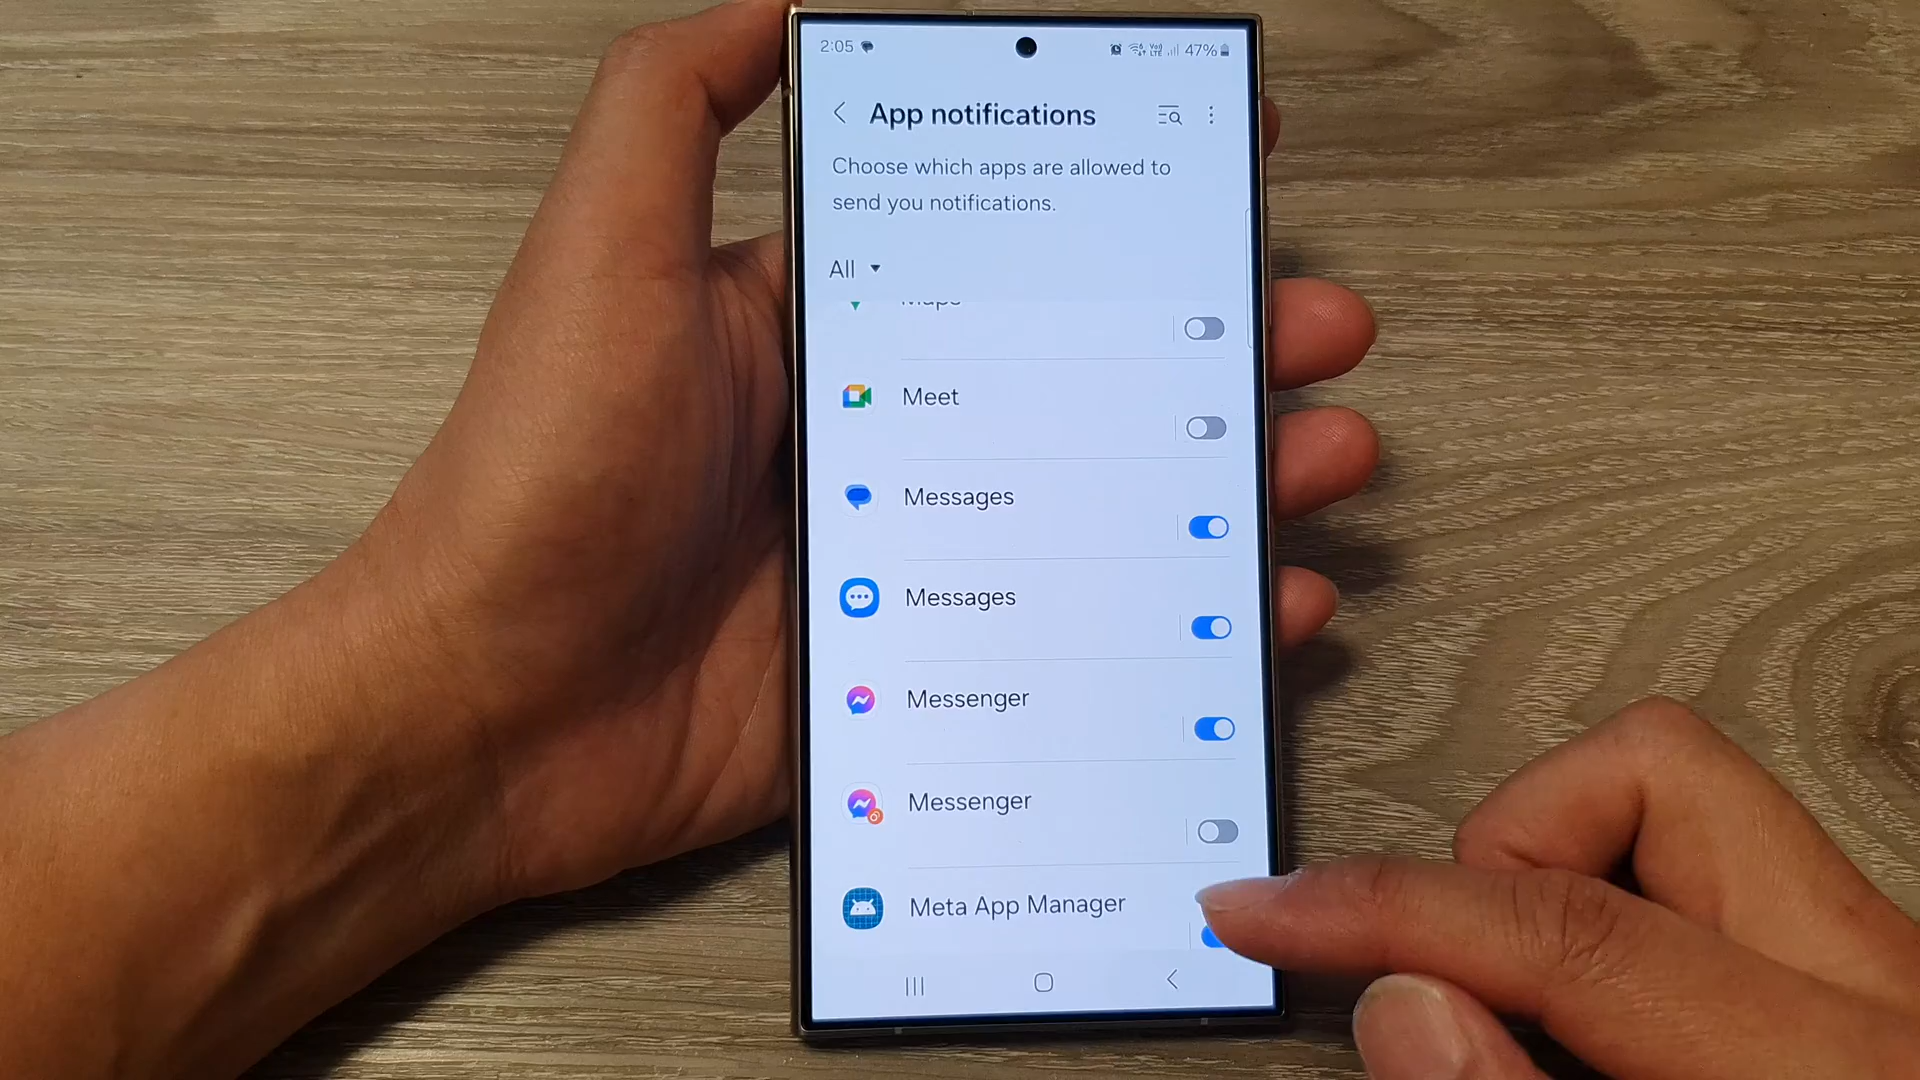 2:05
47%
App notifications
Choose which apps are allowed to
send you notifications.
All
Maps
Meet
Messages
Messages
Messenger
Messenger
Meta App Manager